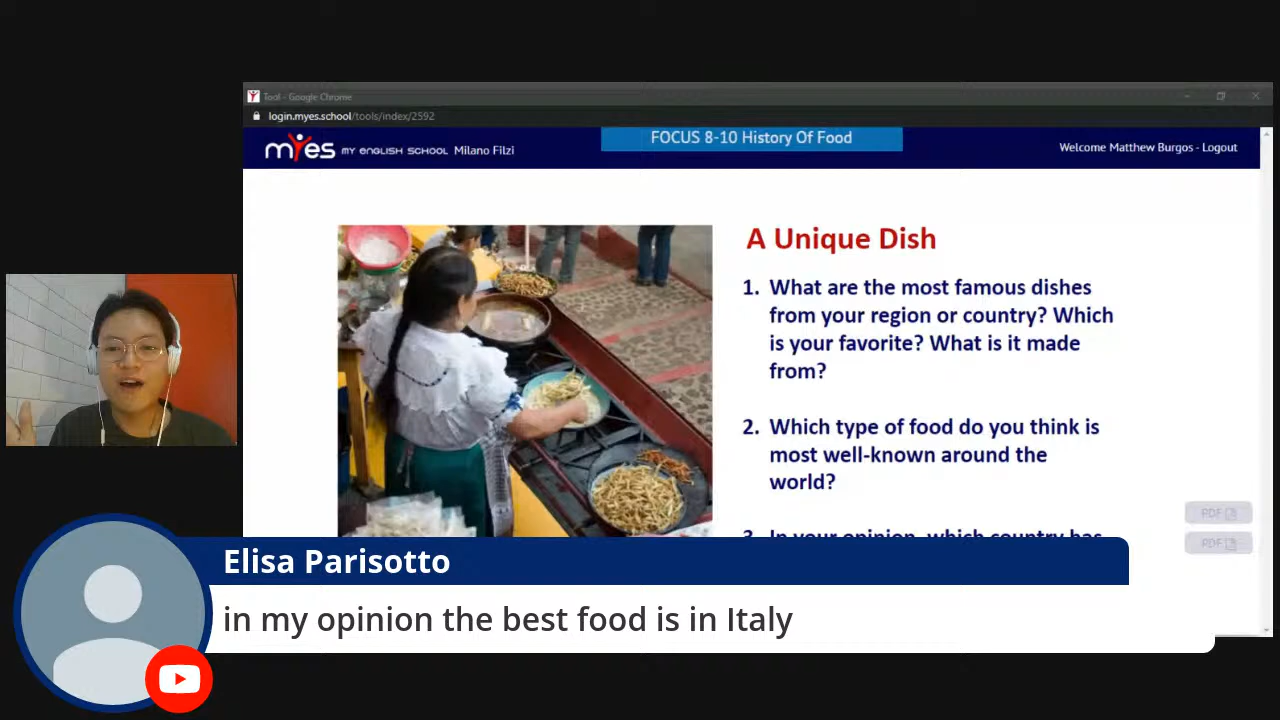 Tool - Google Chrome
login.myes.school/tools/index/2592
myes MY ENGLISH SCHOOL Milano Filzi
FOCUS 8-10 History Of Food
Welcome Matthew Burgos - Logout
A Unique Dish
1. What are the most famous dishes
from your region or country? Which
is your favorite? What is it made
from?
2. Which type of food do you think is
most well-known around the
world?
3. In your opinion, which country has
PDF
PDF
Elisa Parisotto
in my opinion the best food is in Italy